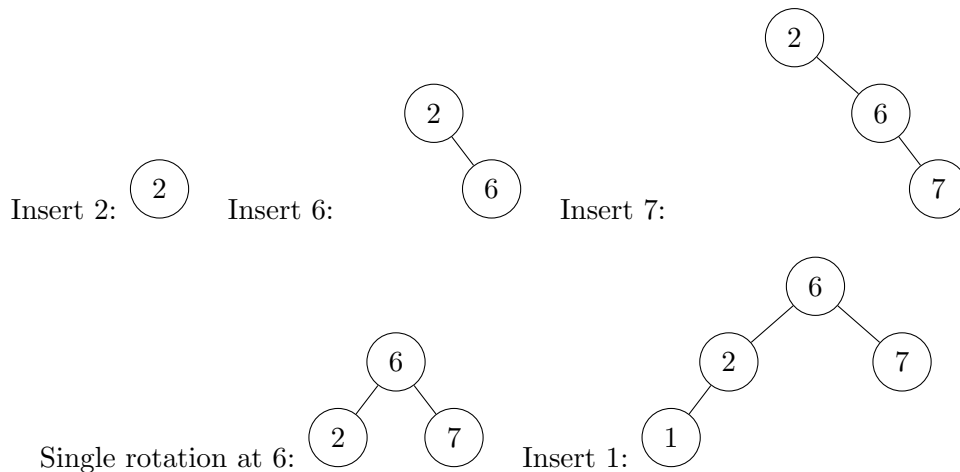 Insert 2: 2 Insert 6: 2 6 Insert 7: 2 6 7
Single rotation at 6: 6 2 7 Insert 1: 6 2 7 1